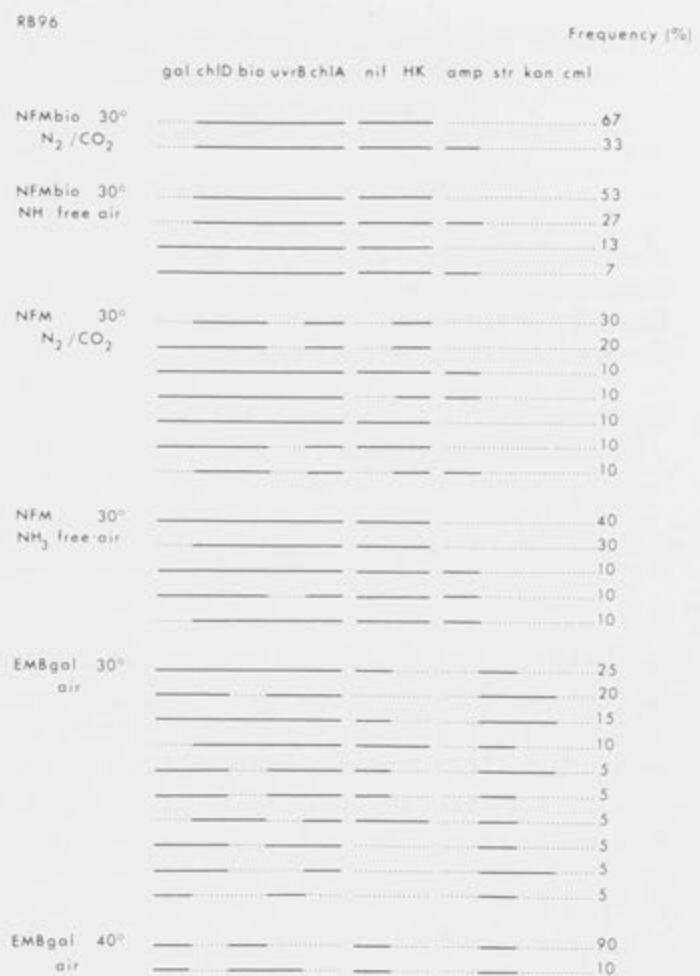 RB96
Frequency (%)
gal chlD bio uvrB chlA nif HK amp str kan cml
NFMbio 30° 67
N2/CO2 33
NFMbio 30° 53
NH free air 27
13
7
NFM 30° 30
N2/CO2 20
10
10
10
10
10
NFM 30° 40
NH3 free·air 30
10
10
10
EMBgal 30° 25
air 20
15
10
5
5
5
5
5
5
EMBgal 40° 90
air 10